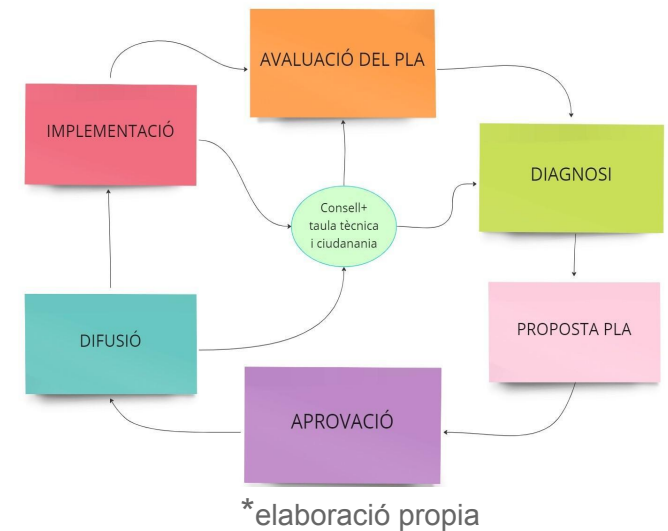 AVALUACIÓ DEL PLA
IMPLEMENTACIÓ
DIAGNOSI
Consell+
taula tècnica
i ciudanania
PROPOSTA PLA
DIFUSIÓ
APROVACIÓ
*elaboració propia